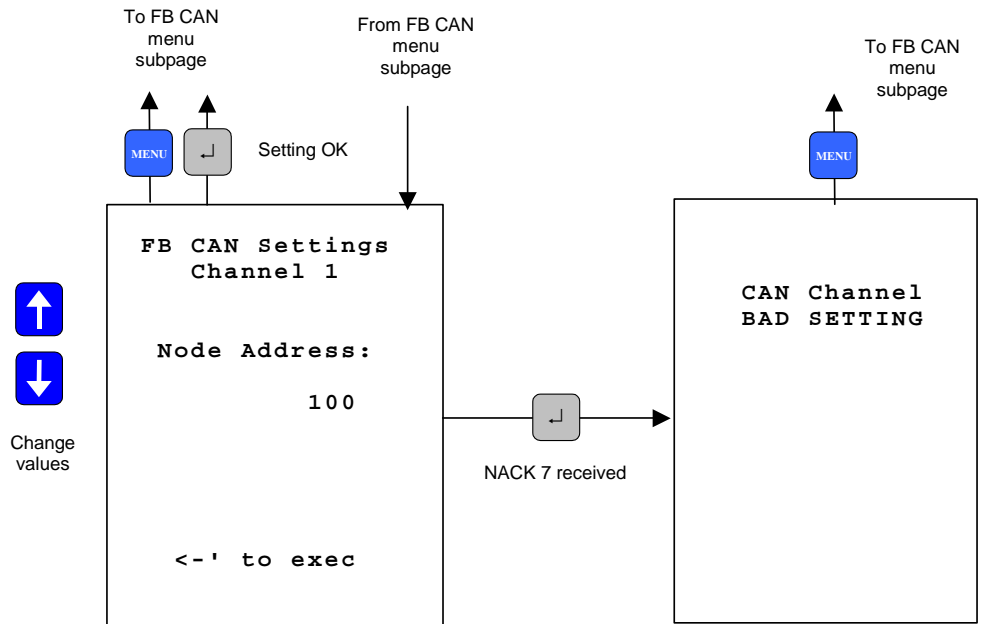 To FB CAN
menu
subpage
From FB CAN
menu
subpage
To FB CAN
menu
subpage
MENU
↵
Setting OK
MENU
FB CAN Settings
Channel 1
Node Address:
100
<-' to exec
↑
↓
Change
values
↵
NACK 7 received
CAN Channel
BAD SETTING